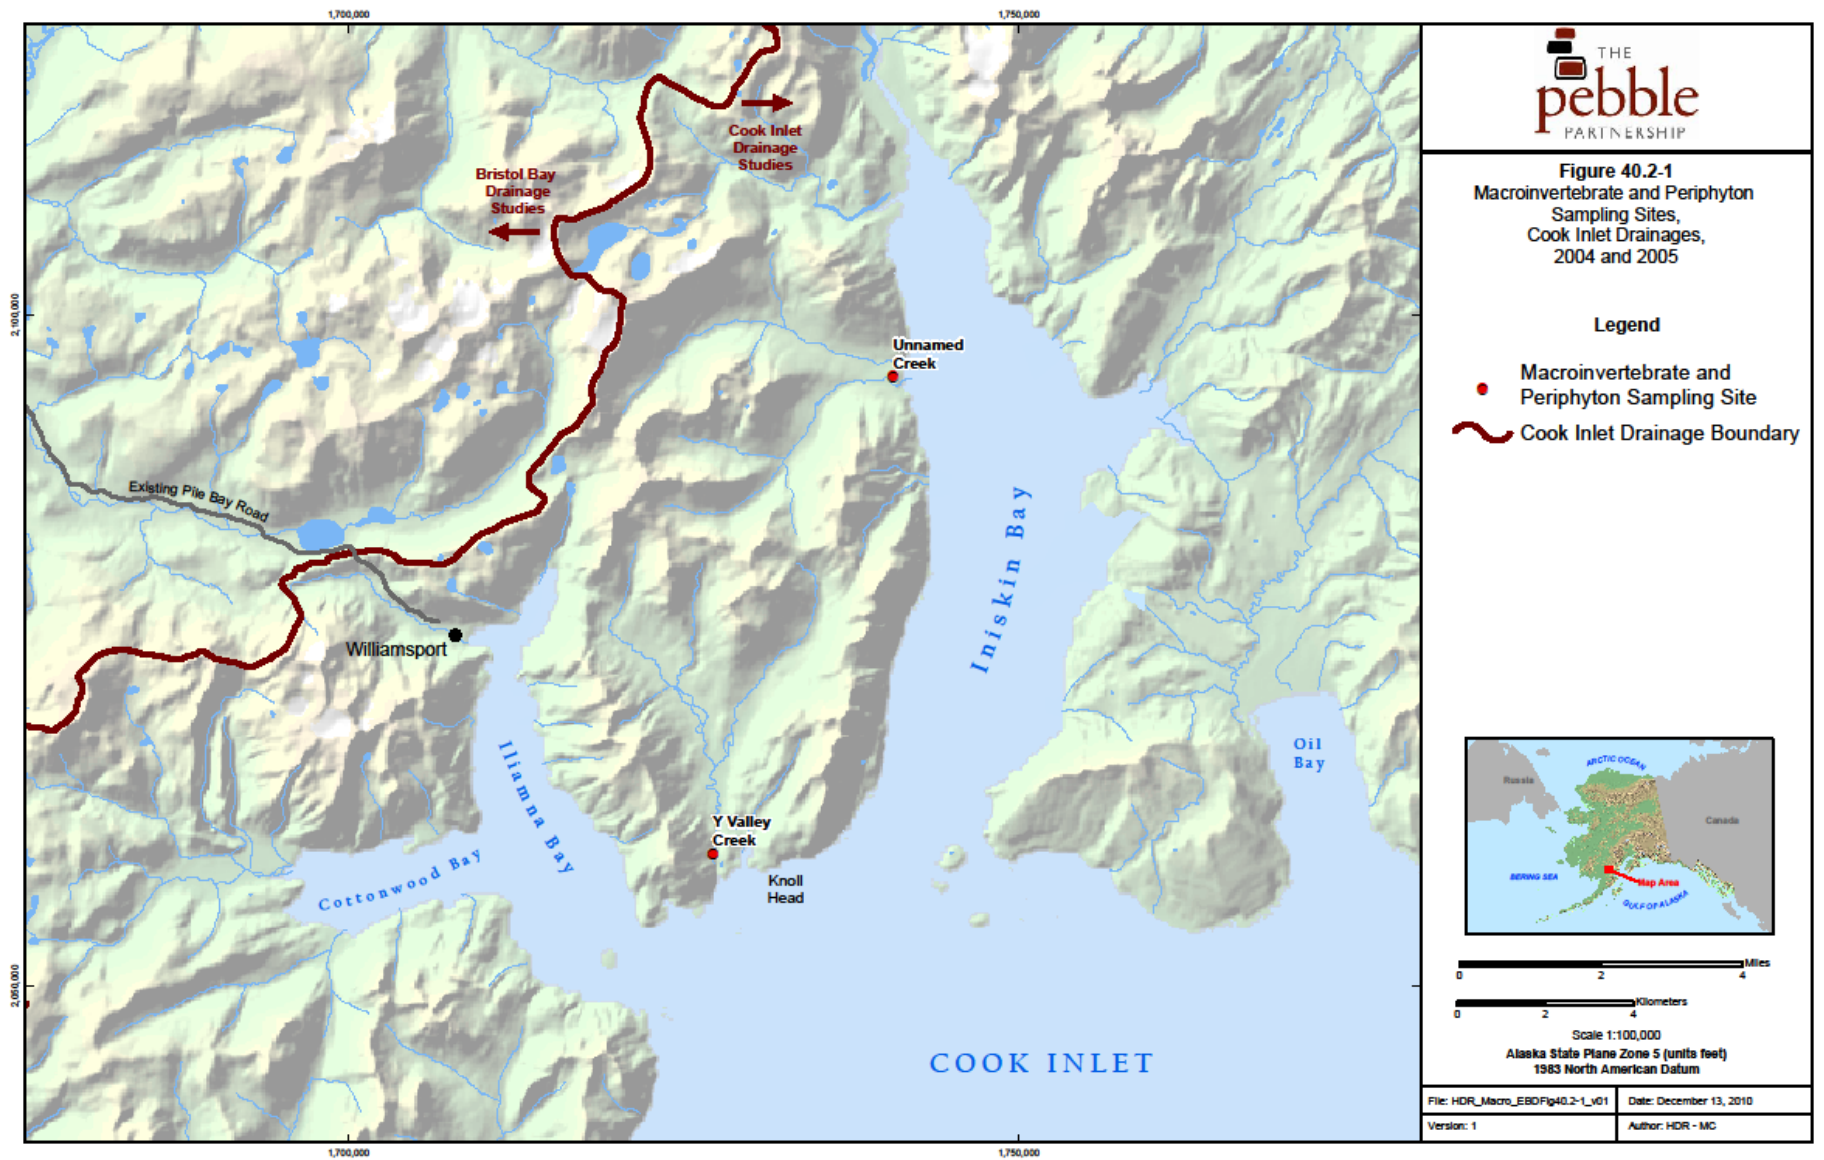 1,700,000
1,750,000
2,100,000
2,050,000
1,700,000
1,750,000
Cook Inlet
Drainage
Studies
Bristol Bay
Drainage
Studies
Unnamed
Creek
Existing Pile Bay Road
Williamsport
Iniskin Bay
Iliamna Bay
Oil
Bay
Y Valley
Creek
Knoll
Head
Cottonwood Bay
COOK INLET
THE
pebble
PARTNERSHIP
Figure 40.2-1
Macroinvertebrate and Periphyton
Sampling Sites,
Cook Inlet Drainages,
2004 and 2005
Legend
Macroinvertebrate and
Periphyton Sampling Site
Cook Inlet Drainage Boundary
ARCTIC OCEAN
Russia
Canada
BERING SEA
Map Area
GULF OF ALASKA
Miles
0 2 4
Kilometers
0 2 4
Scale 1:100,000
Alaska State Plane Zone 5 (units feet)
1983 North American Datum
File: HDR_Macro_EBDFig40.2-1_v01
Date: December 13, 2010
Version: 1
Author: HDR - MC